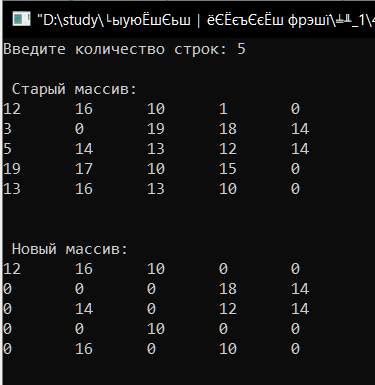 "D:\study\└ыуюЁшЄьш | ёЄЁєъЄєЁш фрэшї\╧╨_1\4
Введите количество строк: 5
Старый массив:
12 16 10 1 0
3 0 19 18 14
5 14 13 12 14
19 17 10 15 0
13 16 13 10 0
Новый массив:
12 16 10 0 0
0 0 0 18 14
0 14 0 12 14
0 0 10 0 0
0 16 0 10 0